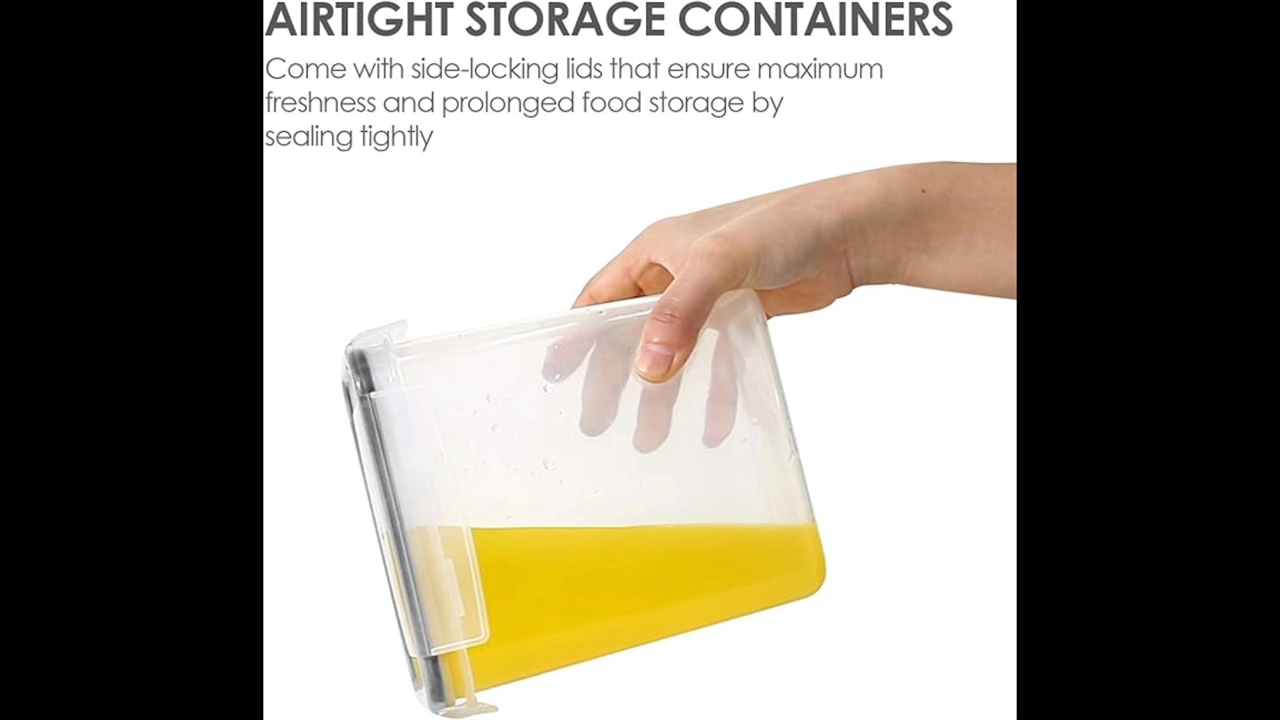 AIRTIGHT STORAGE CONTAINERS
Come with side-locking lids that ensure maximum
freshness and prolonged food storage by
sealing tightly